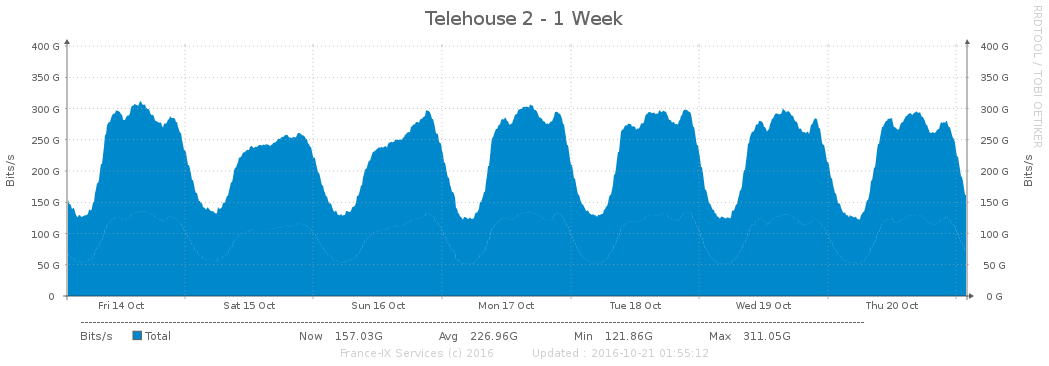 Telehouse 2 - 1 Week
RRDTOOL / TOBI OETIKER
400 G 400 G
350 G 350 G
300 G 300 G
250 G 250 G
200 G 200 G
150 G 150 G
100 G 100 G
50 G 50 G
0 0 G
Bits/s
Bits/s
Fri 14 Oct Sat 15 Oct Sun 16 Oct Mon 17 Oct Tue 18 Oct Wed 19 Oct Thu 20 Oct
Bits/s Total Now 157.03G Avg 226.96G Min 121.86G Max 311.05G
France-IX Services (c) 2016 Updated : 2016-10-21 01:55:12